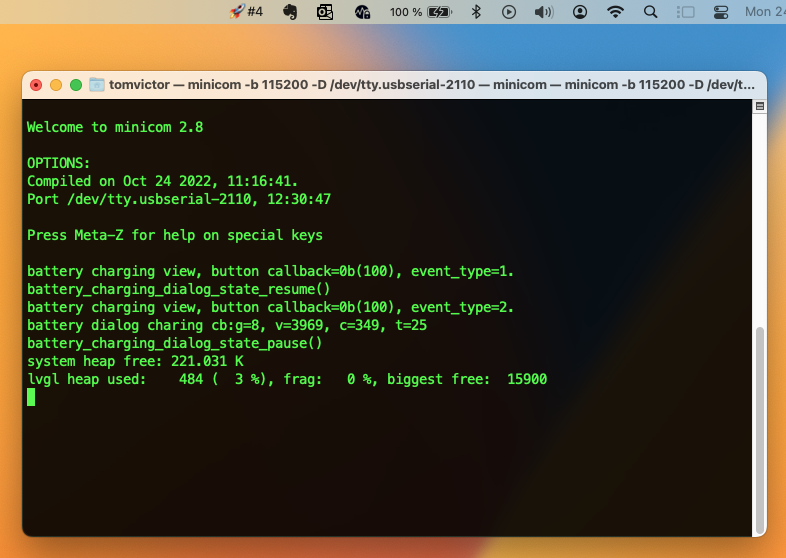 #4 100 % Mon 24
tomvictor — minicom -b 115200 -D /dev/tty.usbserial-2110 — minicom — minicom -b 115200 -D /dev/t...
Welcome to minicom 2.8
OPTIONS:
Compiled on Oct 24 2022, 11:16:41.
Port /dev/tty.usbserial-2110, 12:30:47
Press Meta-Z for help on special keys
battery charging view, button callback=0b(100), event_type=1.
battery_charging_dialog_state_resume()
battery charging view, button callback=0b(100), event_type=2.
battery dialog charing cb:g=8, v=3969, c=349, t=25
battery_charging_dialog_state_pause()
system heap free: 221.031 K
lvgl heap used:    484 (  3 %), frag:   0 %, biggest free:  15900